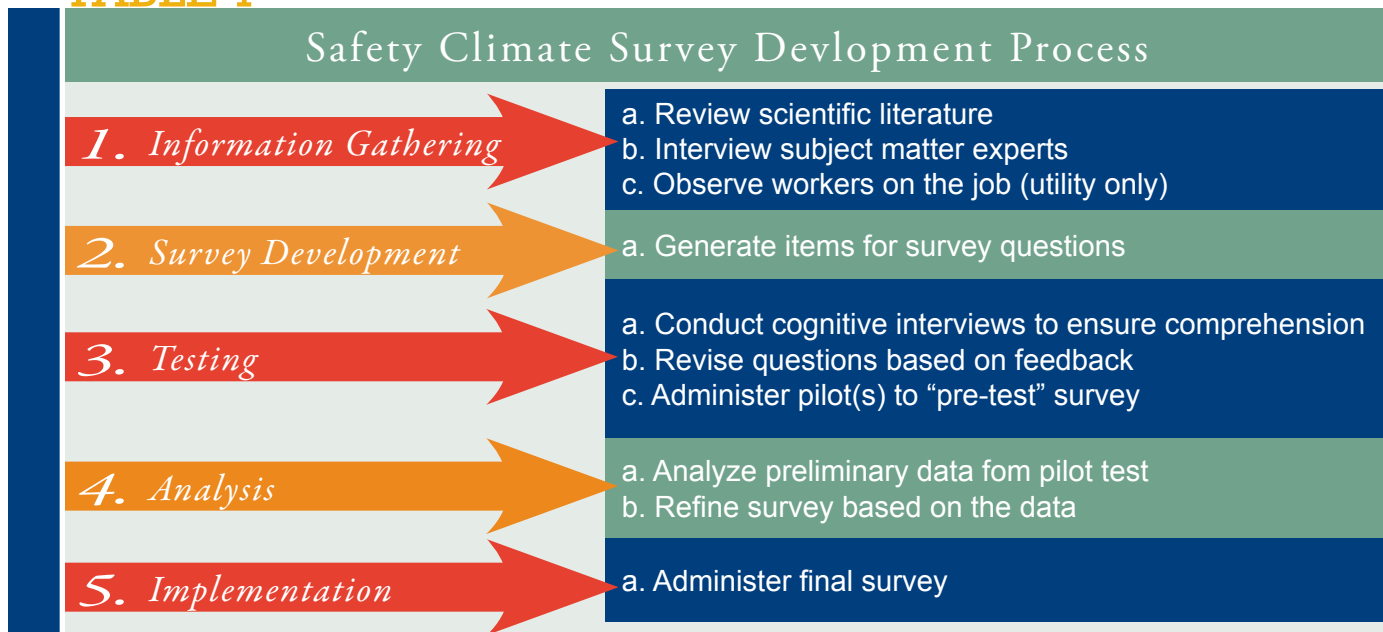 Safety Climate Survey Devlopment Process
1. Information Gathering
a. Review scientific literature
b. Interview subject matter experts
c. Observe workers on the job (utility only)
2. Survey Development
a. Generate items for survey questions
3. Testing
a. Conduct cognitive interviews to ensure comprehension
b. Revise questions based on feedback
c. Administer pilot(s) to “pre-test” survey
4. Analysis
a. Analyze preliminary data fom pilot test
b. Refine survey based on the data
5. Implementation
a. Administer final survey